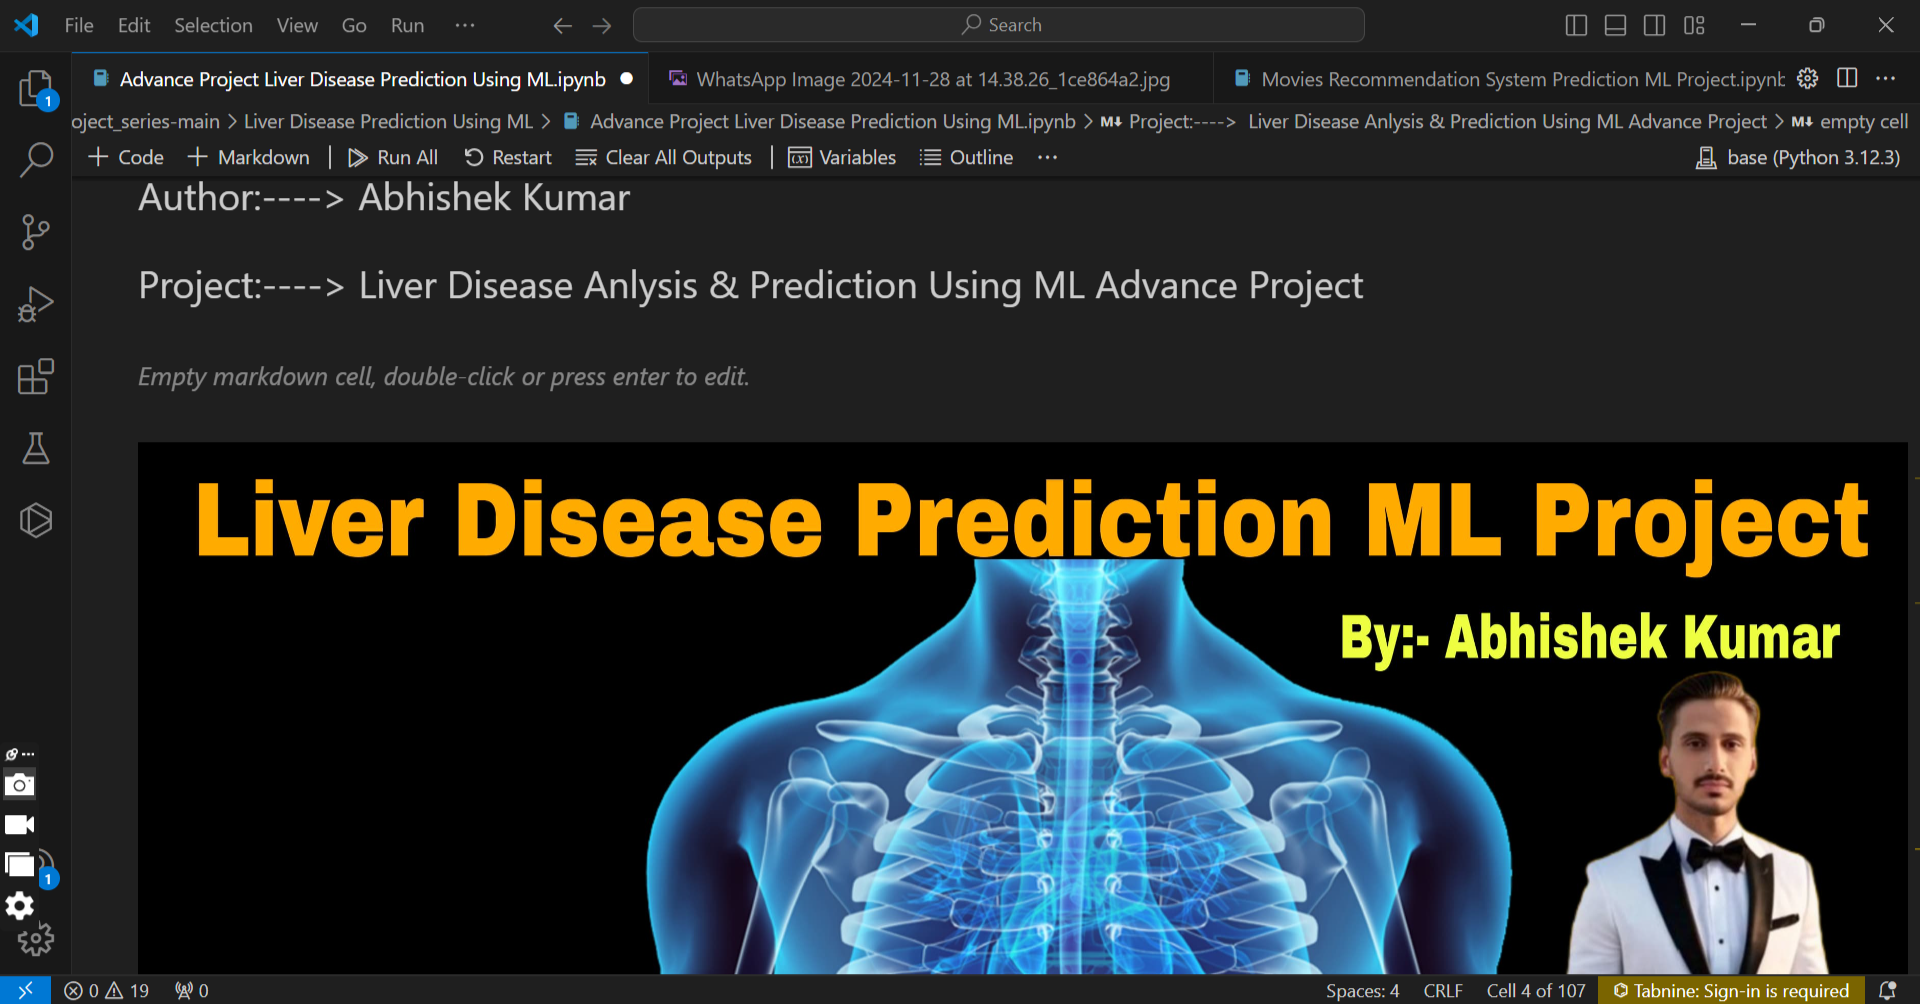 File Edit Selection View Go Run ··· Search
Advance Project Liver Disease Prediction Using ML.ipynb WhatsApp Image 2024-11-28 at 14.38.26_1ce864a2.jpg Movies Recommendation System Prediction ML Project.ipynb
1
oject_series-main > Liver Disease Prediction Using ML > Advance Project Liver Disease Prediction Using ML.ipynb > M↓ Project:----> Liver Disease Anlysis & Prediction Using ML Advance Project > M↓ empty cell
+ Code + Markdown | Run All Restart Clear All Outputs | Variables Outline ··· base (Python 3.12.3)
Author:----> Abhishek Kumar
Project:----> Liver Disease Anlysis & Prediction Using ML Advance Project
Empty markdown cell, double-click or press enter to edit.
Liver Disease Prediction ML Project
By:- Abhishek Kumar
1
0 19 0 Spaces: 4 CRLF Cell 4 of 107 Tabnine: Sign-in is required